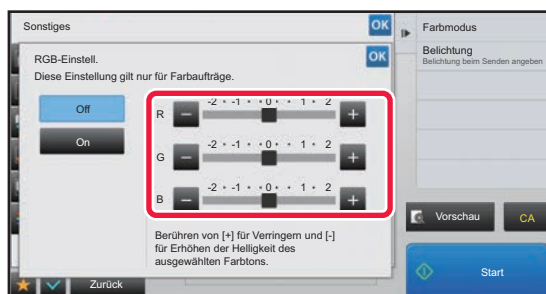 Sonstiges
OK
RGB-Einstell.
OK
Diese Einstellung gilt nur für Farbaufträge.
Off
On
R
-2 • -1 • •0• • 1 • 2
G
-2 • -1 • •0• • 1 • 2
B
-2 • -1 • •0• • 1 • 2
Berühren von [+] für Verringern und [-]
für Erhöhen der Helligkeit des
ausgewählten Farbtons.
Zurück
Farbmodus
Belichtung
Belichtung beim Senden angeben
Vorschau
CA
Start